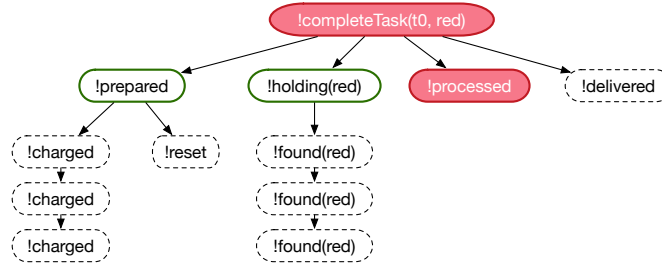 !completeTask(t0, red)
!prepared
!holding(red)
!processed
!delivered
!charged
!reset
!found(red)
!charged
!found(red)
!charged
!found(red)